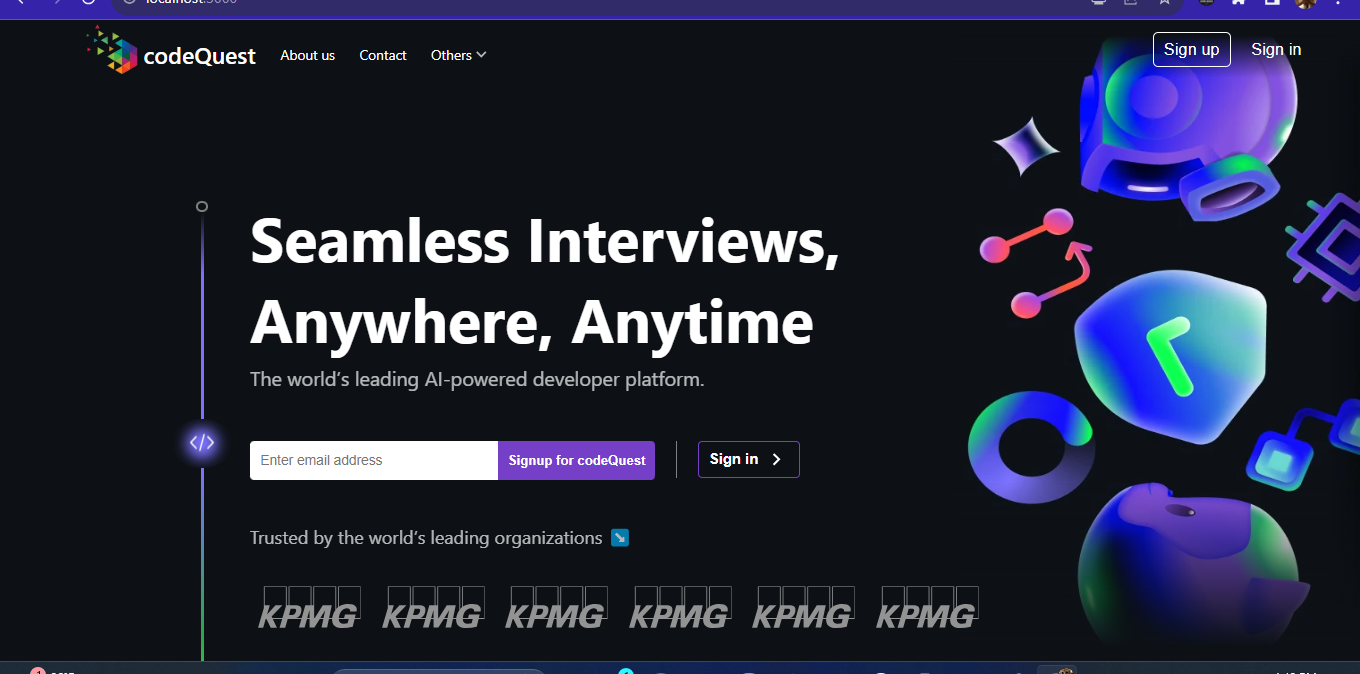 codeQuest About us Contact Others Sign up Sign in
Seamless Interviews,
Anywhere, Anytime
The world's leading AI-powered developer platform.
</>
Enter email address Signup for codeQuest Sign in
Trusted by the world's leading organizations
KPMG KPMG KPMG KPMG KPMG KPMG